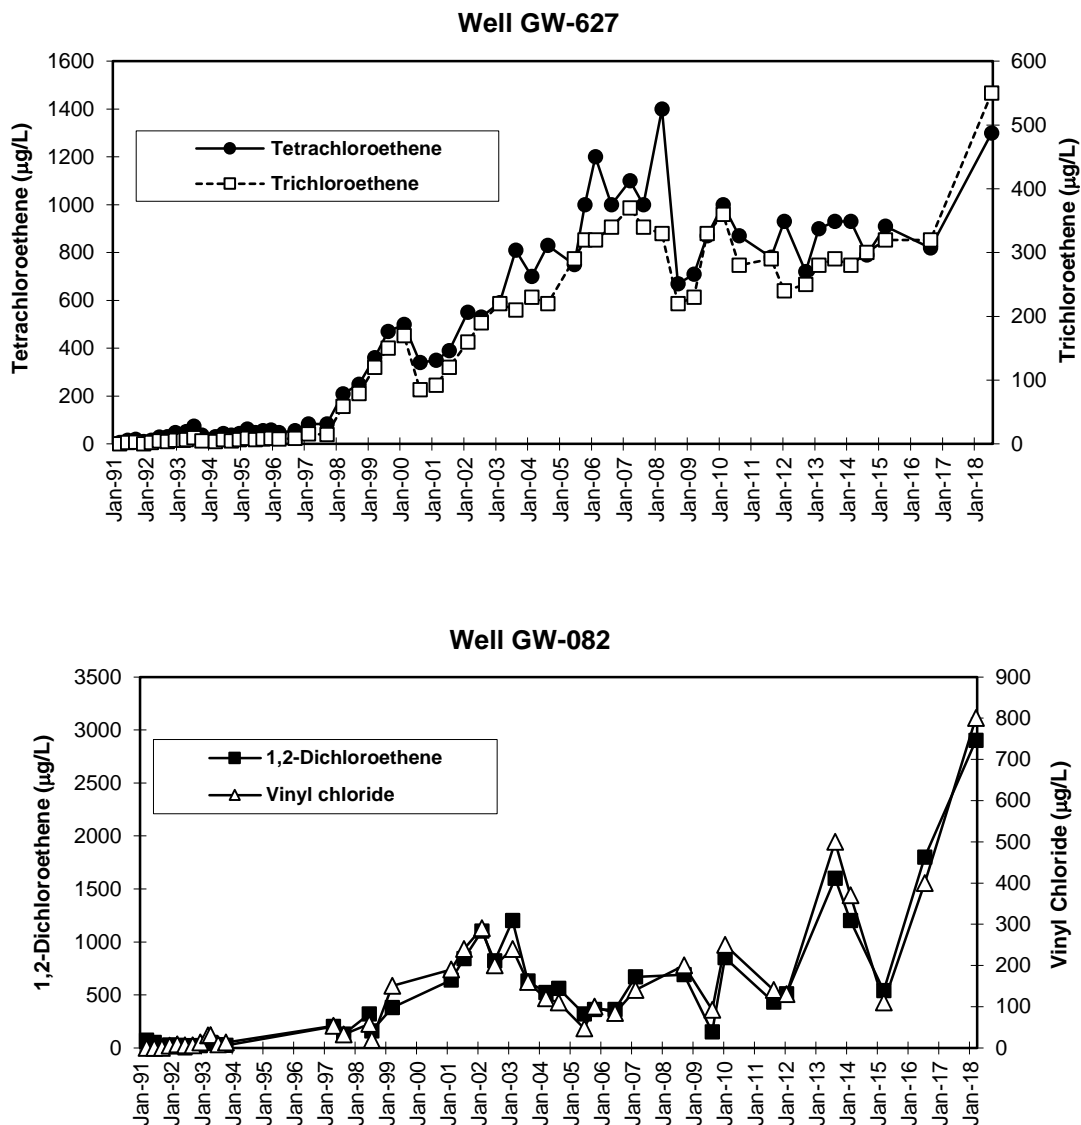 Well GW-627
1600
1400
1200
1000
800
600
400
200
0
Tetrachloroethene (µg/L)
600
500
400
300
200
100
0
Trichloroethene (µg/L)
Tetrachloroethene
Trichloroethene
Jan-91
Jan-92
Jan-93
Jan-94
Jan-95
Jan-96
Jan-97
Jan-98
Jan-99
Jan-00
Jan-01
Jan-02
Jan-03
Jan-04
Jan-05
Jan-06
Jan-07
Jan-08
Jan-09
Jan-10
Jan-11
Jan-12
Jan-13
Jan-14
Jan-15
Jan-16
Jan-17
Jan-18
Well GW-082
3500
3000
2500
2000
1500
1000
500
0
1,2-Dichloroethene (µg/L)
900
800
700
600
500
400
300
200
100
0
Vinyl Chloride (µg/L)
1,2-Dichloroethene
Vinyl chloride
Jan-91
Jan-92
Jan-93
Jan-94
Jan-95
Jan-96
Jan-97
Jan-98
Jan-99
Jan-00
Jan-01
Jan-02
Jan-03
Jan-04
Jan-05
Jan-06
Jan-07
Jan-08
Jan-09
Jan-10
Jan-11
Jan-12
Jan-13
Jan-14
Jan-15
Jan-16
Jan-17
Jan-18